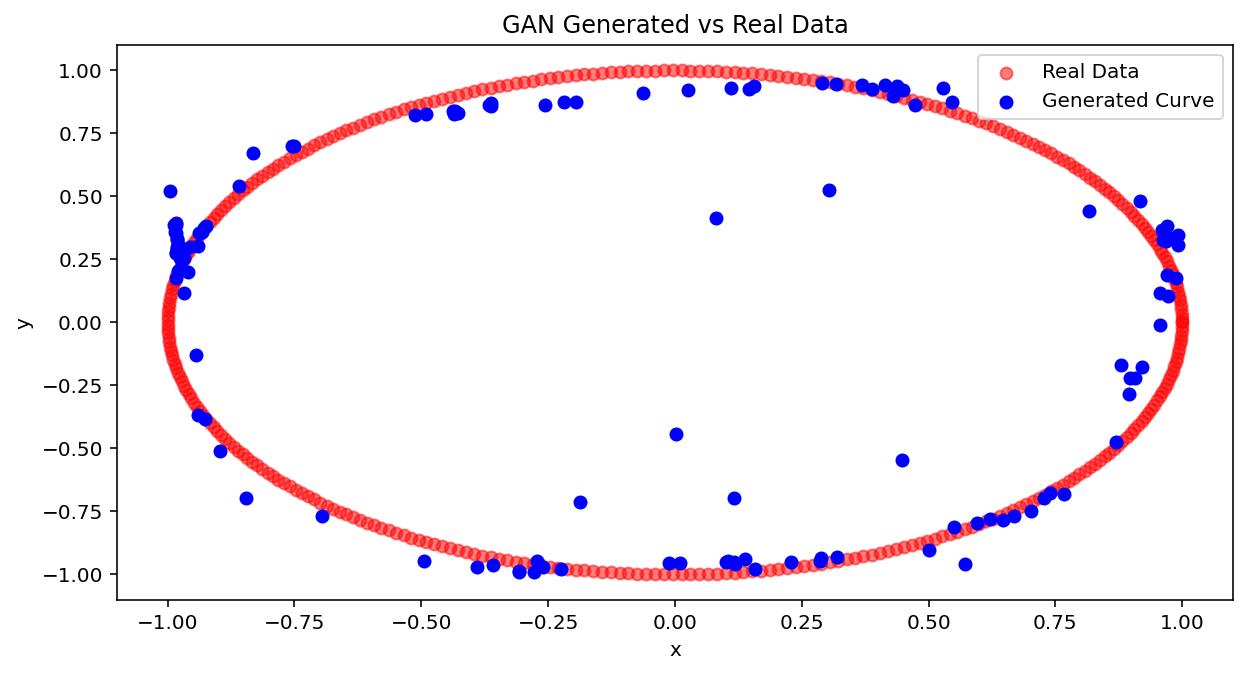 GAN Generated vs Real Data
Real Data
Generated Curve
1.00
0.75
0.50
0.25
0.00
−0.25
−0.50
−0.75
−1.00
y
−1.00 −0.75 −0.50 −0.25 0.00 0.25 0.50 0.75 1.00
x